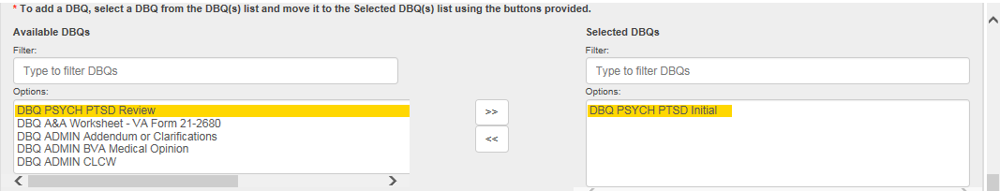 * To add a DBQ, select a DBQ from the DBQ(s) list and move it to the Selected DBQ(s) list using the buttons provided.
Available DBQs
Filter:
Type to filter DBQs
Options:
DBQ PSYCH PTSD Review
DBQ A&A Worksheet - VA Form 21-2680
DBQ ADMIN Addendum or Clarifications
DBQ ADMIN BVA Medical Opinion
DBQ ADMIN CLCW
>>
<<
Selected DBQs
Filter:
Type to filter DBQs
Options:
DBQ PSYCH PTSD Initial